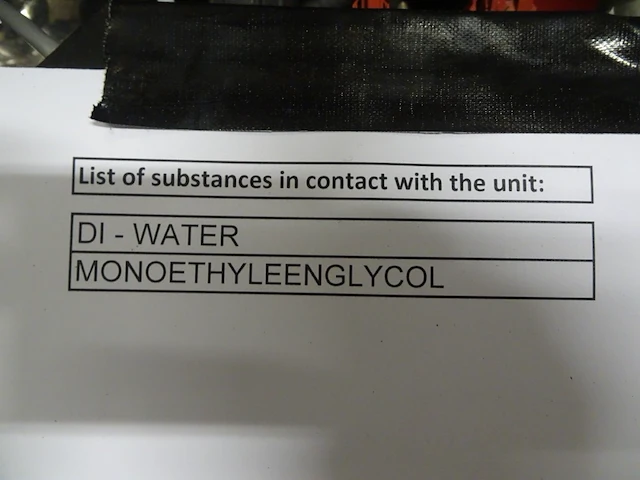 List of substances in contact with the unit:
DI - WATER
MONOETHYLEENGLYCOL